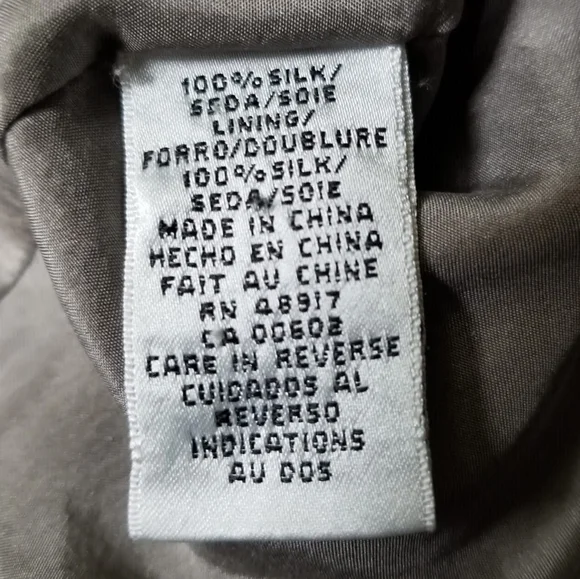 100% SILK/
SEDA/SOIE
LINING/
FORRO/DOUBLURE
100% SILK/
SEDA/SOIE
MADE IN CHINA
HECHO EN CHINA
FAIT AU CHINE
RN 48917
CA 00602
CARE IN REVERSE
CUIDADOS AL
REVERSO
INDICATIONS
AU DOS